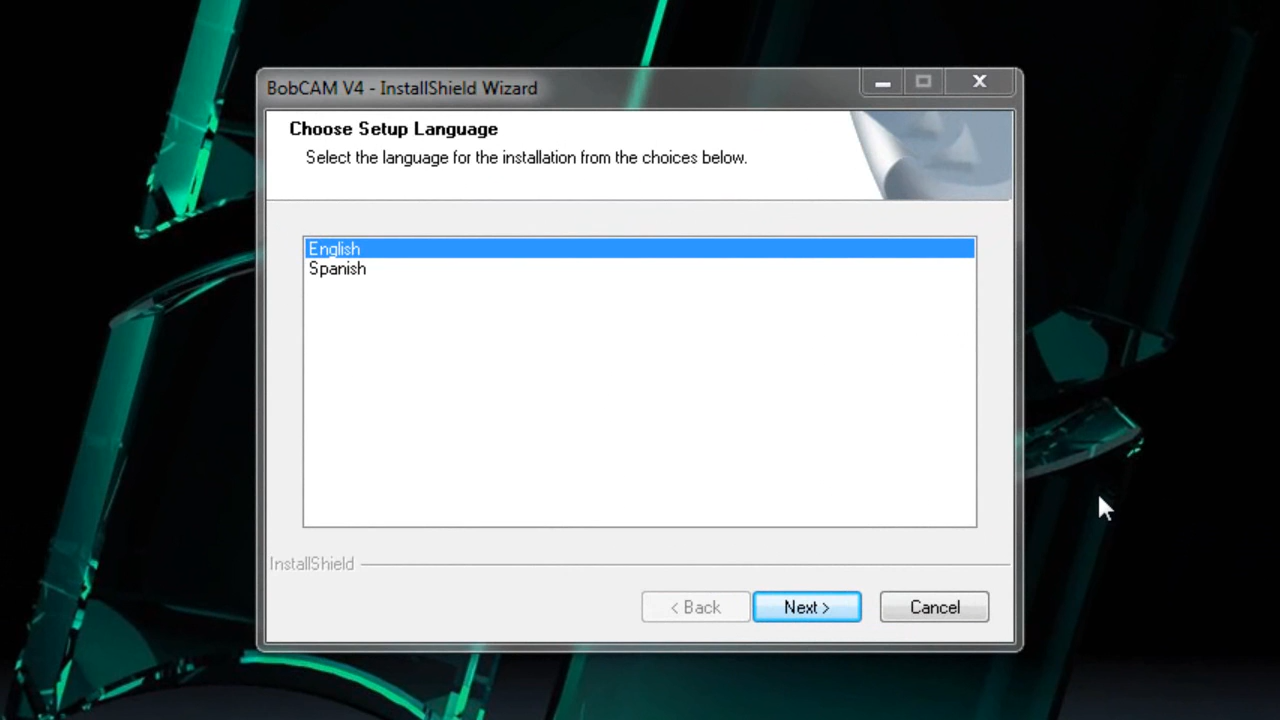 BobCAM V4 - InstallShield Wizard
Choose Setup Language
Select the language for the installation from the choices below.
English
Spanish
InstallShield
< Back
Next >
Cancel